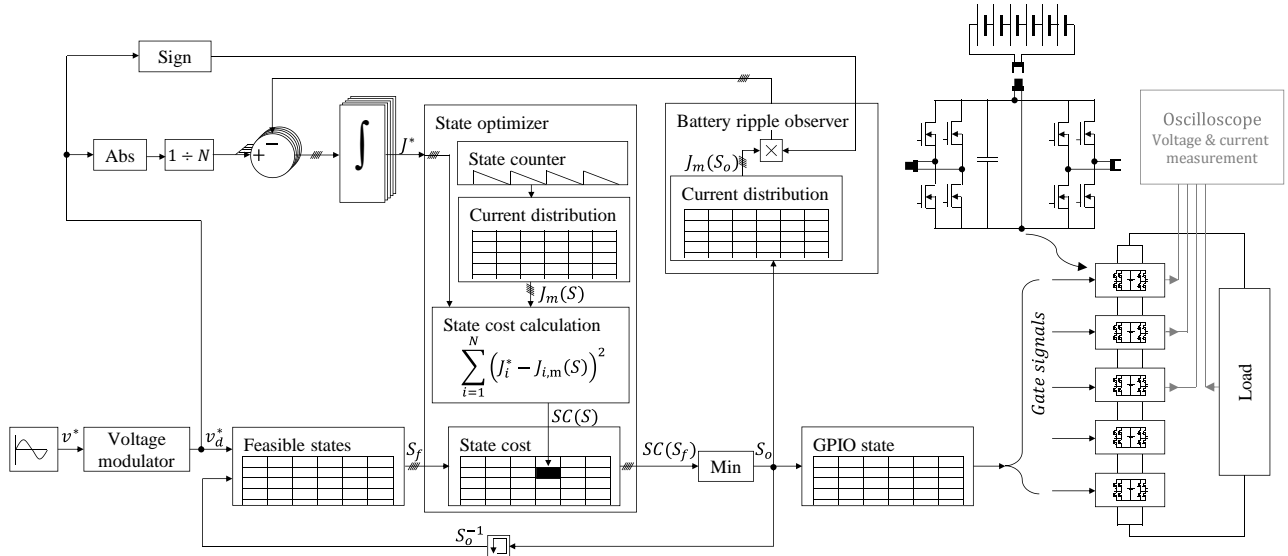 Sign
Abs
1 ÷ N
+
−
∫
J*
State optimizer
State counter
Current distribution
J_m(S)
State cost calculation
\sum_{i=1}^{N} (J_i^* − J_{i,m}(S))^2
SC(S)
Battery ripple observer
J_m(S_o)
×
Current distribution
Oscilloscope
Voltage & current
measurement
Gate signals
Load
v*
Voltage
modulator
v_d^*
Feasible states
S_f
State cost
SC(S_f)
Min
S_o
GPIO state
S_o^{-1}